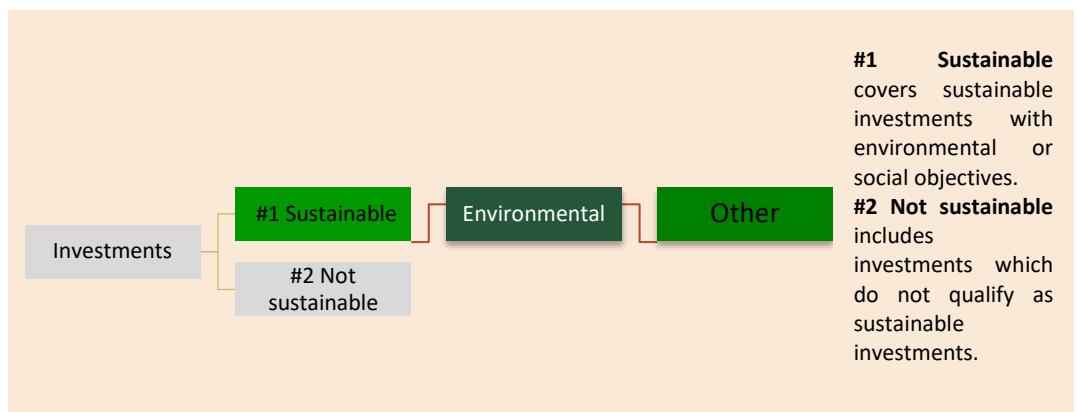 Investments
#1 Sustainable
#2 Not
sustainable
Environmental
Other
#1 Sustainable
covers sustainable
investments with
environmental or
social objectives.
#2 Not sustainable
includes
investments which
do not qualify as
sustainable
investments.